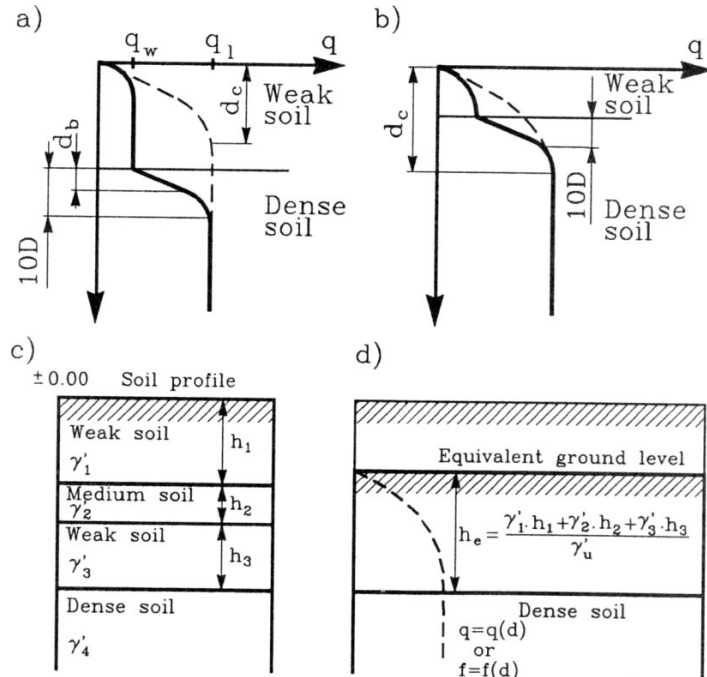 a)
q_w
q_l
q
d_c
Weak
soil
d_b
10D
Dense
soil
b)
q
Weak
soil
d_c
10D
Dense
soil
c)
±0.00 Soil profile
Weak soil
γ'_1
h_1
Medium soil
γ'_2
h_2
Weak soil
γ'_3
h_3
Dense soil
γ'_4
d)
Equivalent ground level
h_e = (γ'_1 . h_1 + γ'_2 . h_2 + γ'_3 . h_3) / γ'_u
Dense soil
q=q(d)
or
f=f(d)